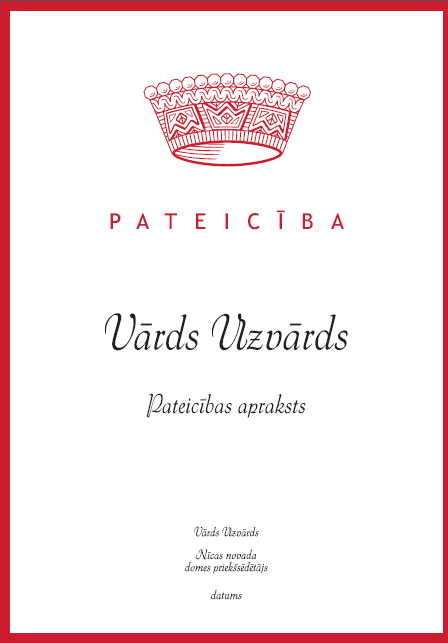 PATEICĪBA
Vārds Uzvārds
Pateicības apraksts
Vārds Uzvārds
Nīcas novada
domes priekšsēdētājs
datums